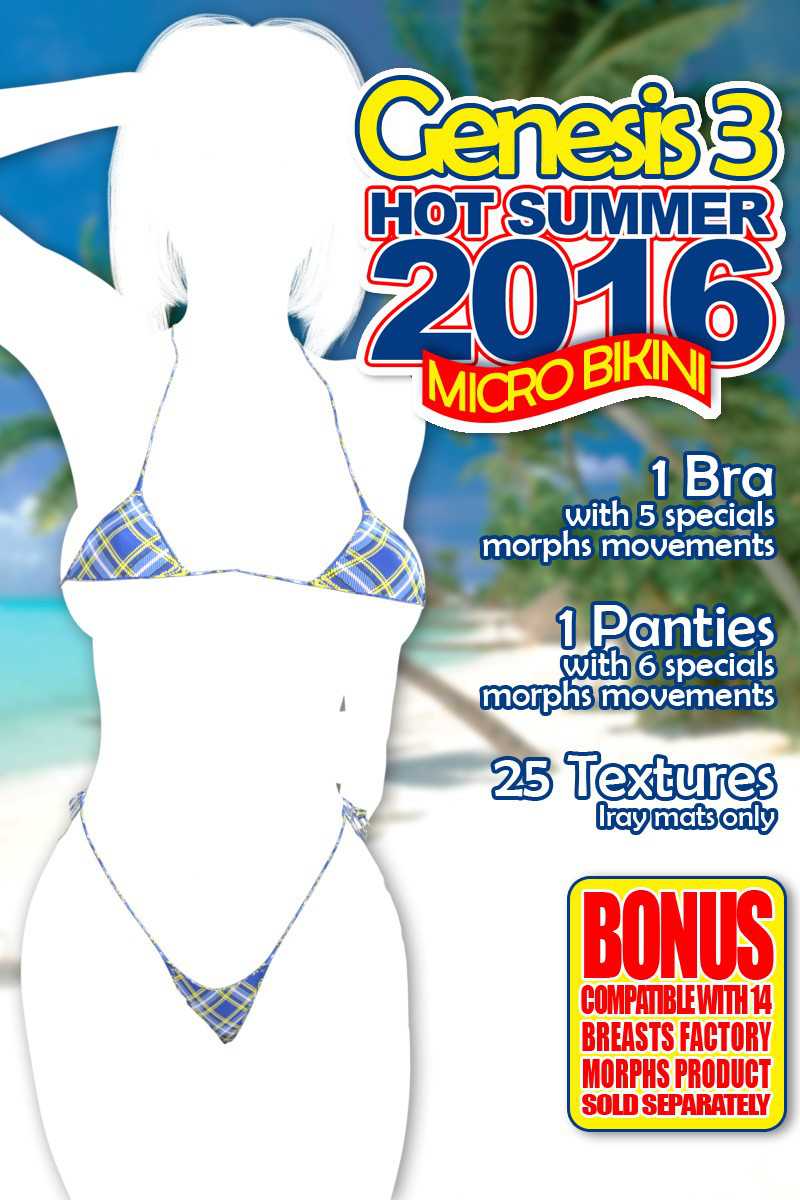 Genesis 3
HOT SUMMER
2016
MICRO BIKINI
1 Bra
with 5 specials
morphs movements
1 Panties
with 6 specials
morphs movements
25 Textures
Iray mats only
BONUS
COMPATIBLE WITH 14
BREASTS FACTORY
MORPHS PRODUCT
SOLD SEPARATELY